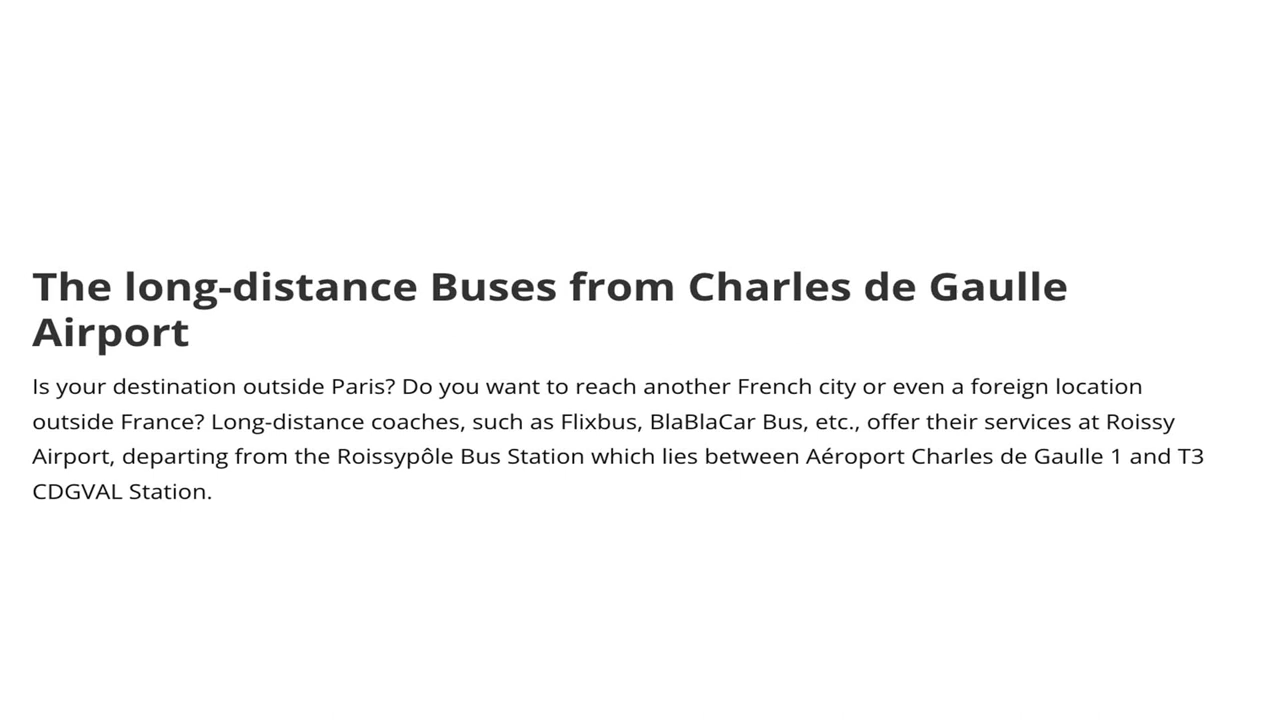 The long-distance Buses from Charles de Gaulle
Airport
Is your destination outside Paris? Do you want to reach another French city or even a foreign location
outside France? Long-distance coaches, such as Flixbus, BlaBlaCar Bus, etc., offer their services at Roissy
Airport, departing from the Roissypôle Bus Station which lies between Aéroport Charles de Gaulle 1 and T3
CDGVAL Station.